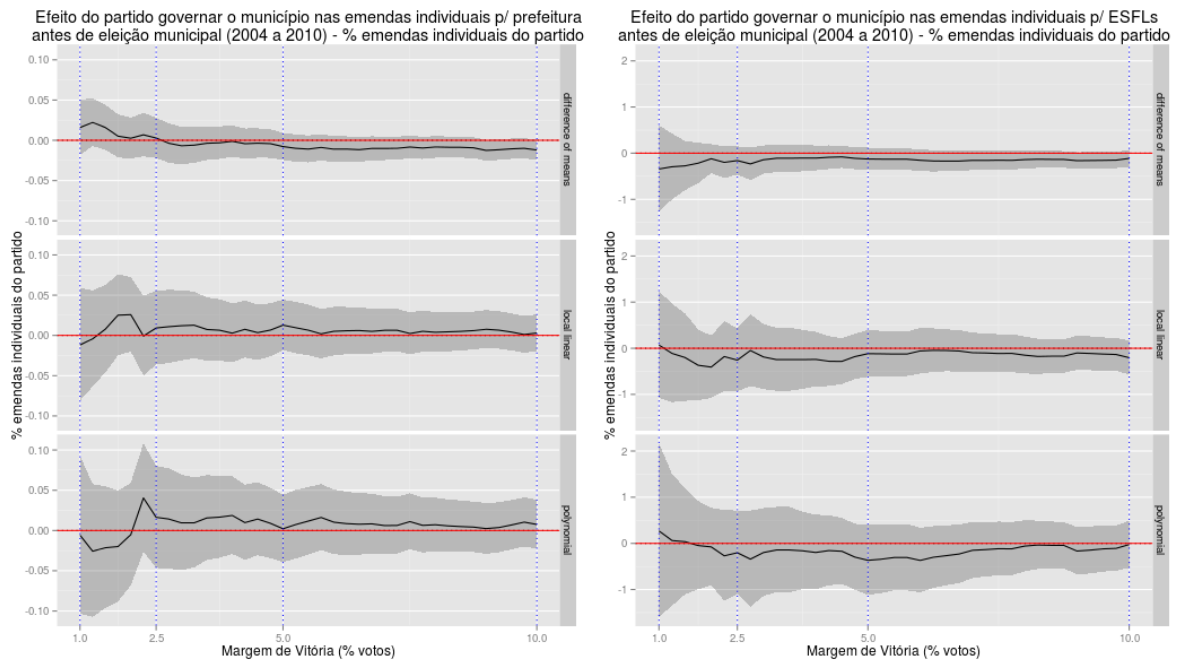 Efeito do partido governar o município nas emendas individuais p/ prefeitura
antes de eleição municipal (2004 a 2010) - % emendas individuais do partido
% emendas individuais do partido
0.10
0.05
0.00
-0.05
-0.10
difference of means
0.10
0.05
0.00
-0.05
-0.10
local linear
0.10
0.05
0.00
-0.05
-0.10
polynomial
1.0 2.5 5.0 10.0
Margem de Vitória (% votos)
Efeito do partido governar o município nas emendas individuais p/ ESFLs
antes de eleição municipal (2004 a 2010) - % emendas individuais do partido
% emendas individuais do partido
2
1
0
-1
difference of means
2
1
0
-1
local linear
2
1
0
-1
polynomial
1.0 2.5 5.0 10.0
Margem de Vitória (% votos)